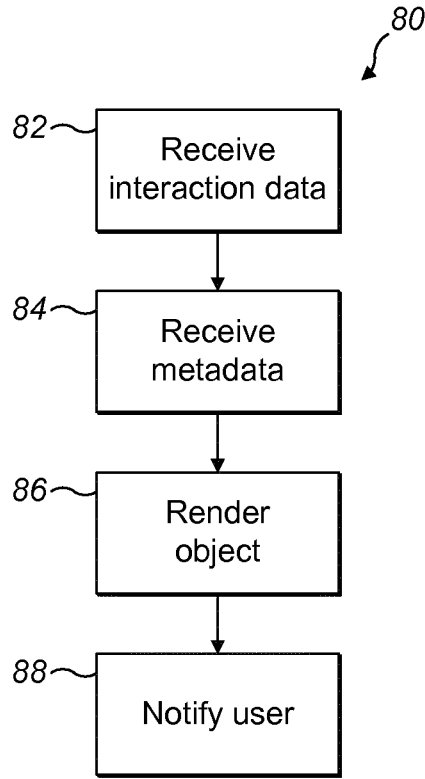 80
82
Receive
interaction data
84
Receive
metadata
86
Render
object
88
Notify user